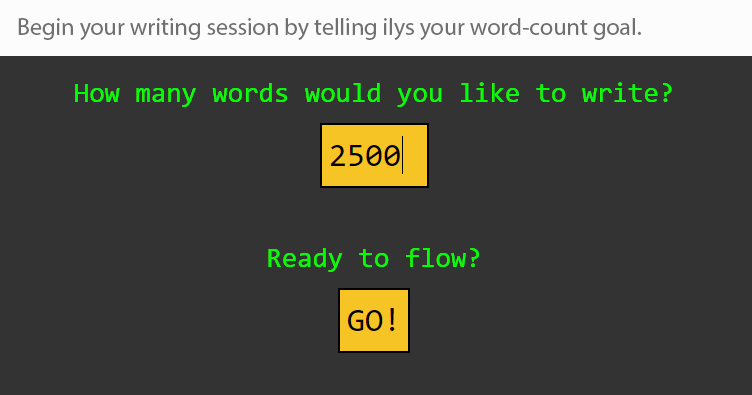 Begin your writing session by telling ilys your word-count goal.
How many words would you like to write?
2500
Ready to flow?
GO!